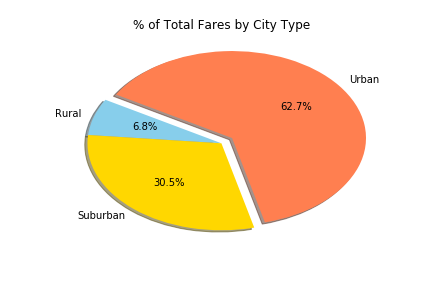 % of Total Fares by City Type
Urban
62.7%
Rural
6.8%
30.5%
Suburban